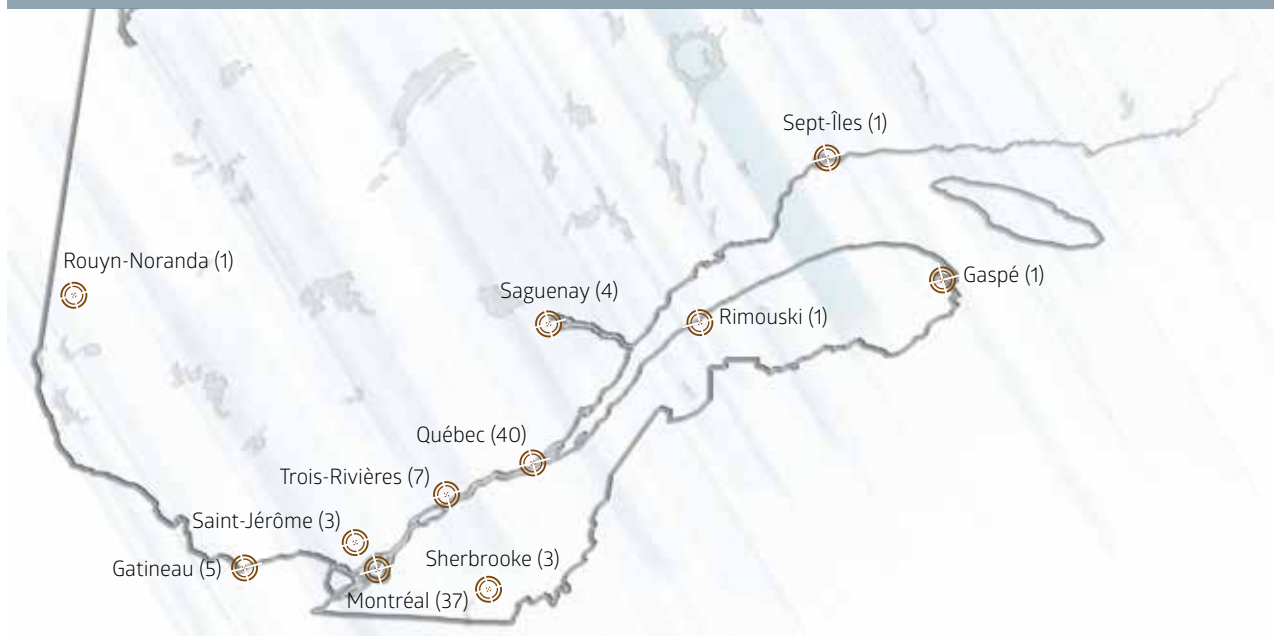 Sept-Îles (1)
Rouyn-Noranda (1)
Gaspé (1)
Saguenay (4)
Rimouski (1)
Québec (40)
Trois-Rivières (7)
Saint-Jérôme (3)
Sherbrooke (3)
Gatineau (5)
Montréal (37)